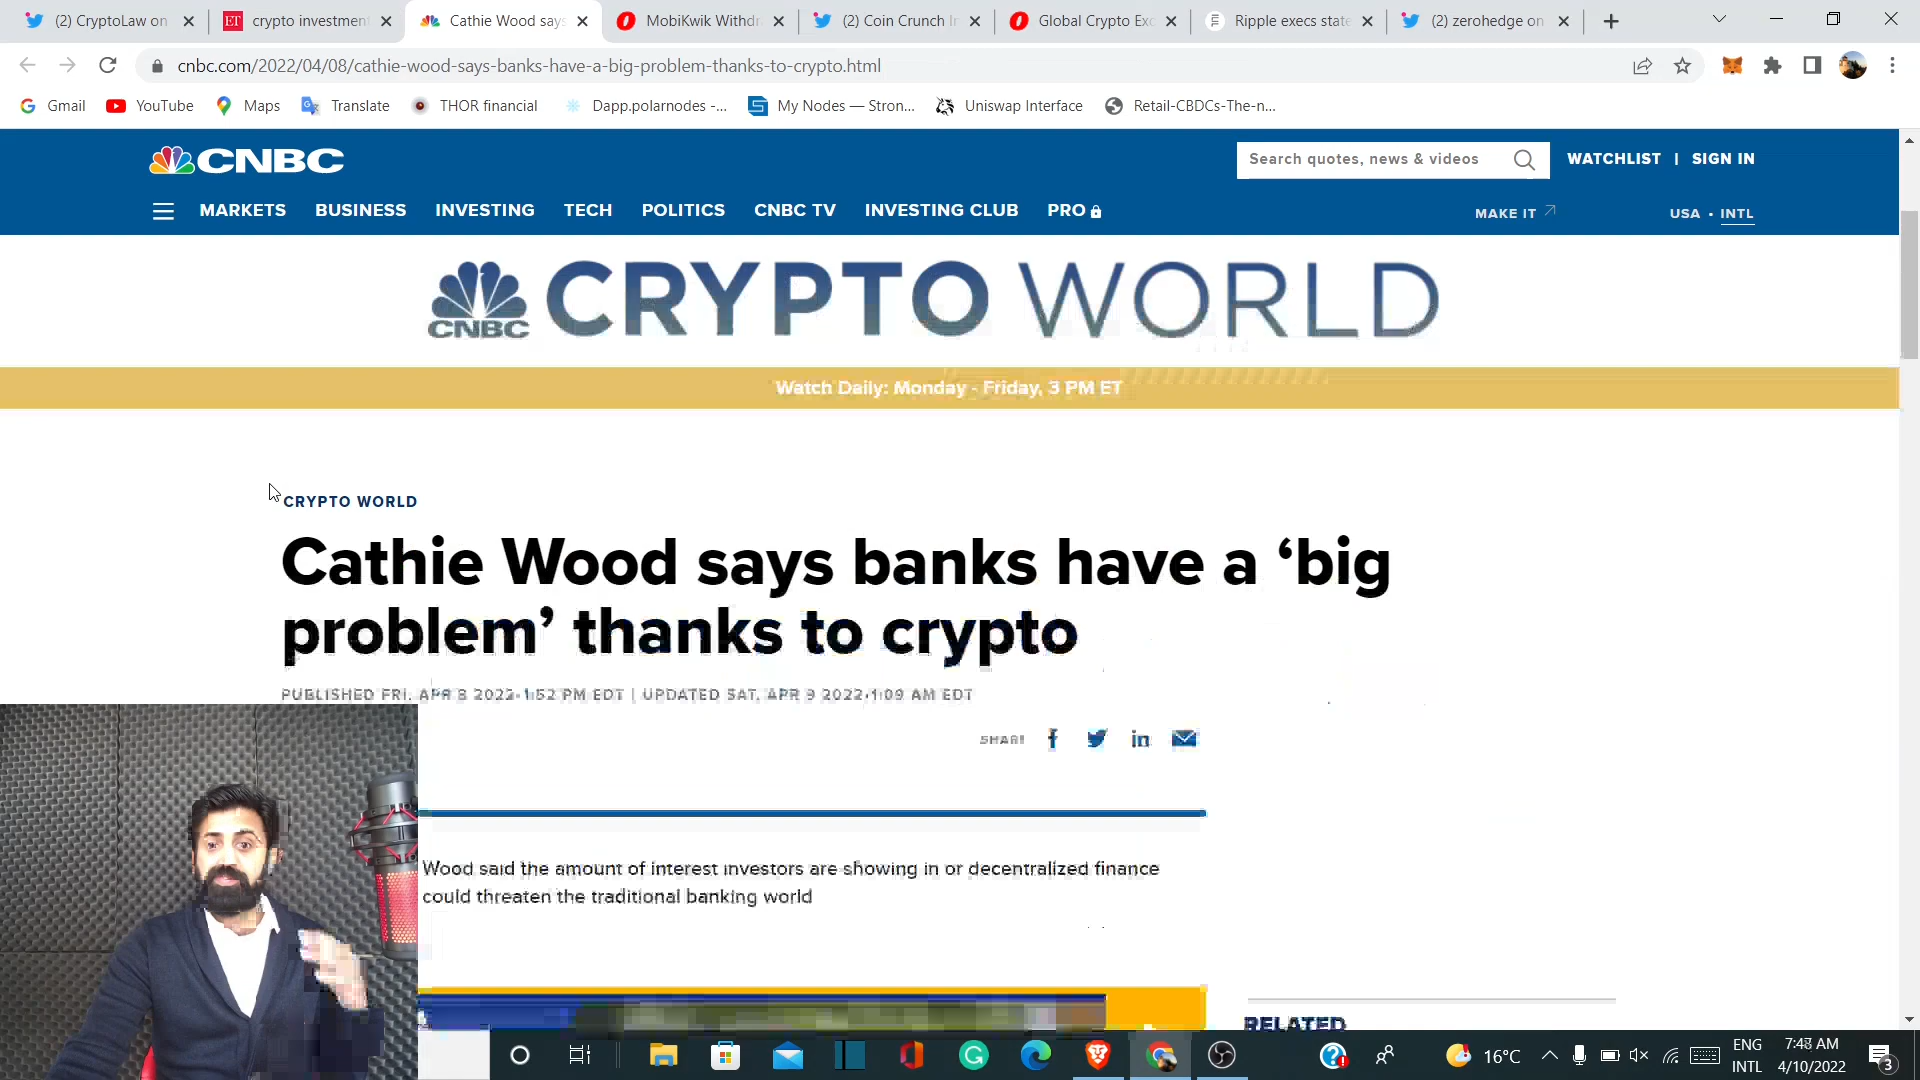 (2) CryptoLaw on
ET crypto investment
Cathie Wood says
MobiKwik Withdr
(2) Coin Crunch In
Global Crypto Exc
Ripple execs state
(2) zerohedge on
cnbc.com/2022/04/08/cathie-wood-says-banks-have-a-big-problem-thanks-to-crypto.html
Gmail
YouTube
Maps
Translate
THOR financial
Dapp.polarnodes -...
My Nodes — Stron...
Uniswap Interface
Retail-CBDCs-The-n...
CNBC
Search quotes, news & videos
WATCHLIST | SIGN IN
MARKETS BUSINESS INVESTING TECH POLITICS CNBC TV INVESTING CLUB PRO
MAKE IT
USA • INTL
CNBC CRYPTO WORLD
Watch Daily: Monday - Friday, 3 PM ET
CRYPTO WORLD
Cathie Wood says banks have a ‘big
problem’ thanks to crypto
PUBLISHED FRI, APR 8 2022•1:52 PM EDT | UPDATED SAT, APR 9 2022•1:09 AM EDT
SHARE
Wood said the amount of interest investors are showing in or decentralized finance
could threaten the traditional banking world
RELATED
16°C
ENG
INTL
7:43 AM
4/10/2022
3